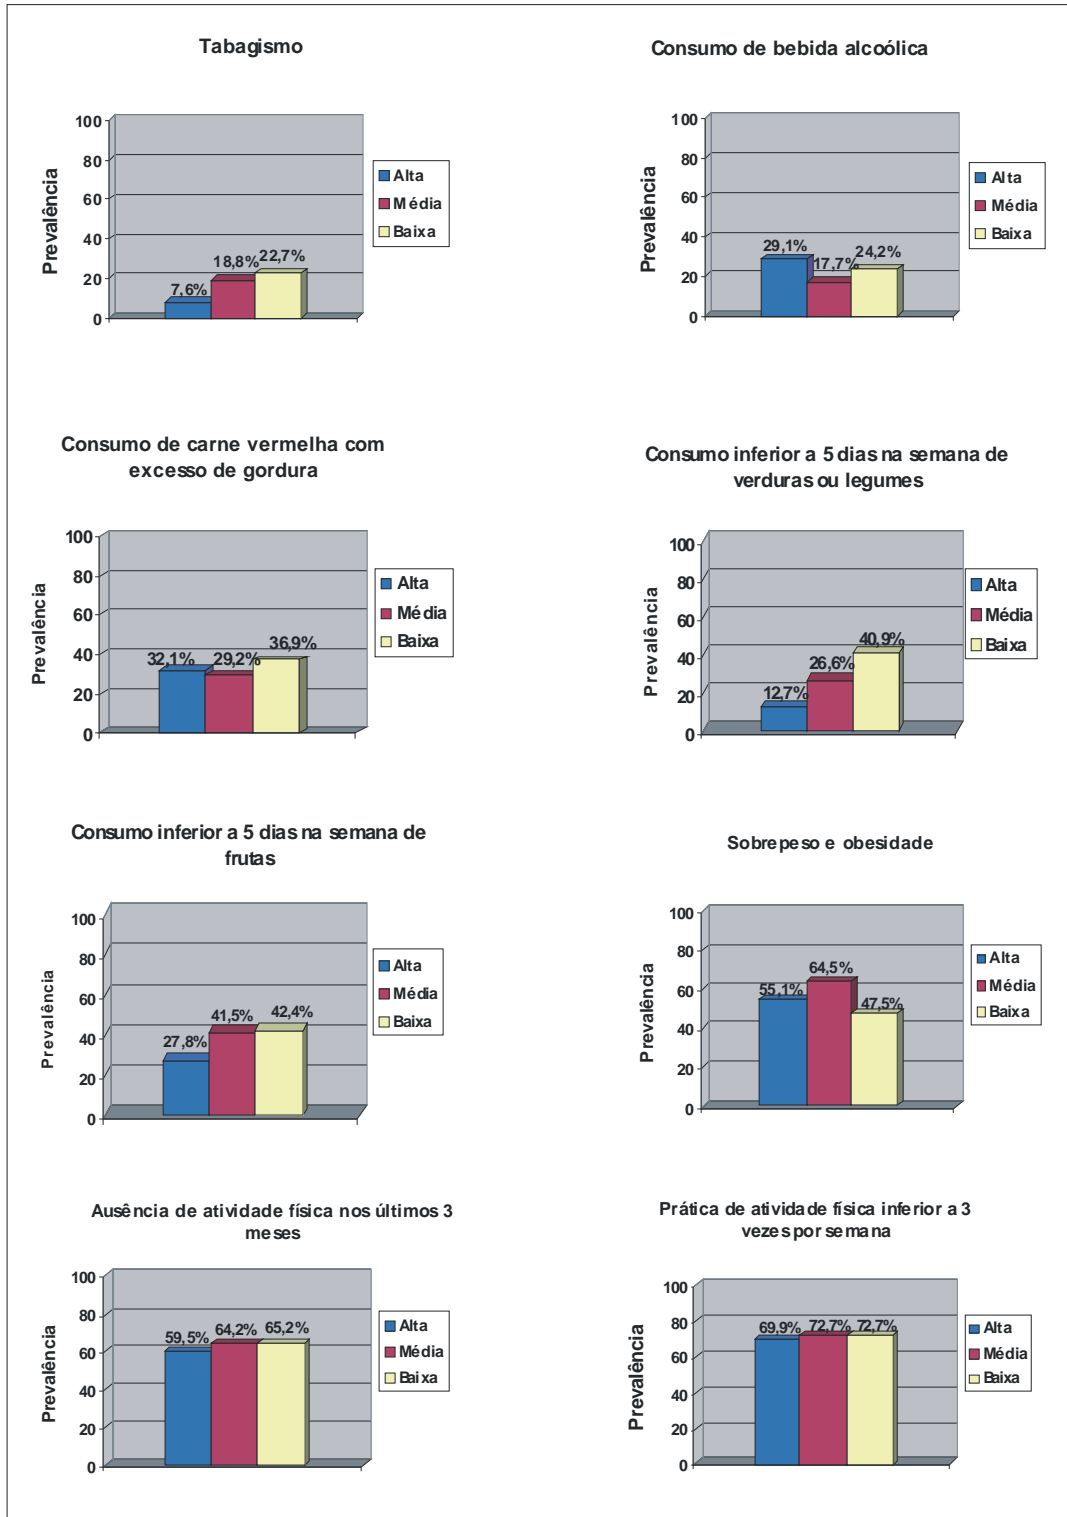 Tabagismo
Prevalência
100
80
60
40
20
0
7,6%
18,8%
22,7%
Alta
Média
Baixa
Consumo de bebida alcoólica
Prevalência
100
80
60
40
20
0
29,1%
17,7%
24,2%
Alta
Média
Baixa
Consumo de carne vermelha com
excesso de gordura
Prevalência
100
80
60
40
20
0
32,1%
29,2%
36,9%
Alta
Média
Baixa
Consumo inferior a 5 dias na semana de
verduras ou legumes
Prevalência
100
80
60
40
20
0
12,7%
26,6%
40,9%
Alta
Média
Baixa
Consumo inferior a 5 dias na semana de
frutas
Prevalência
100
80
60
40
20
0
27,8%
41,5%
42,4%
Alta
Média
Baixa
Sobrepeso e obesidade
Prevalência
100
80
60
40
20
0
55,1%
64,5%
47,5%
Alta
Média
Baixa
Ausência de atividade física nos últimos 3
meses
Prevalência
100
80
60
40
20
0
59,5%
64,2%
65,2%
Alta
Média
Baixa
Prática de atividade física inferior a 3
vezes por semana
Prevalência
100
80
60
40
20
0
69,9%
72,7%
72,7%
Alta
Média
Baixa